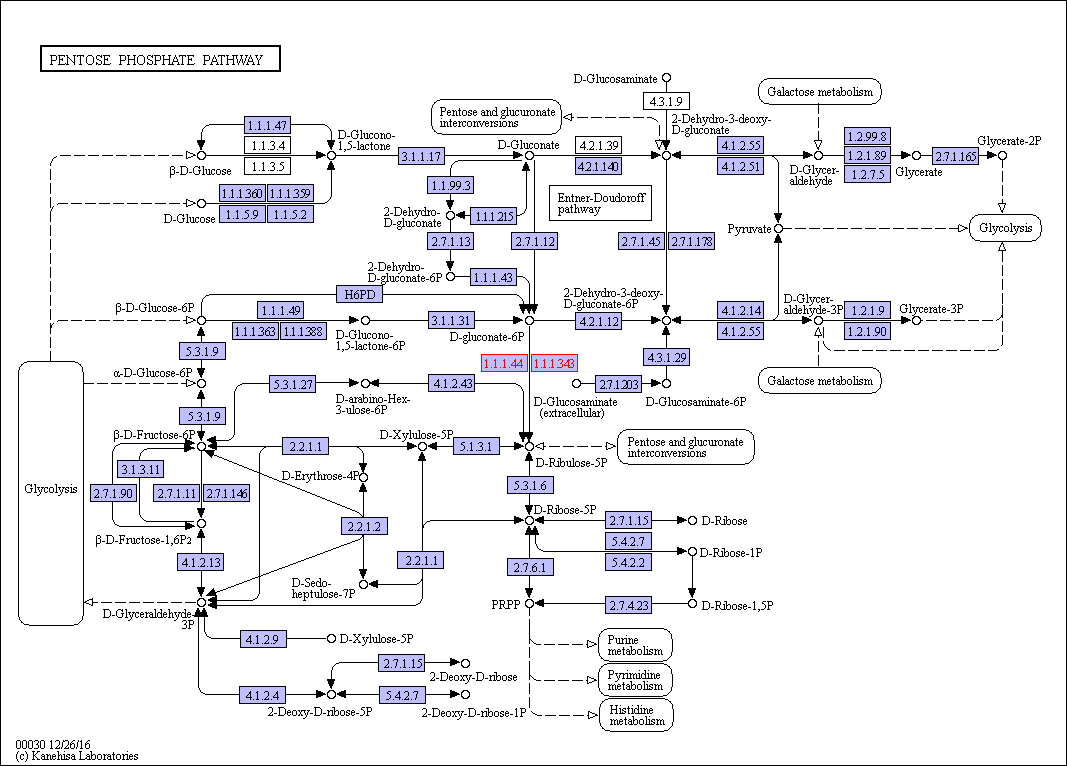 PENTOSE PHOSPHATE PATHWAY
D-Glucosaminate
4.3.1.9
Galactose metabolism
Pentose and glucuronate
interconversions
2-Dehydro-3-deoxy-
D-gluconate
1.1.1.47
1.1.3.4
1.1.3.5
β-D-Glucose
D-Glucono-
1,5-lactone
3.1.1.17
D-Gluconate
4.2.1.39
4.2.1.140
4.1.2.55
4.1.2.51
D-Glycer-
aldehyde
1.2.99.8
1.2.1.89
1.2.7.5
Glycerate
2.7.1.165
Glycerate-2P
1.1.1.360
1.1.1.359
1.1.5.9
1.1.5.2
D-Glucose
1.1.99.3
2-Dehydro-
D-gluconate
1.1.1.215
Entner-Doudoroff
pathway
Pyruvate
Glycolysis
2.7.1.13
2.7.1.12
2.7.1.45
2.7.1.178
2-Dehydro-
D-gluconate-6P
1.1.1.43
H6PD
2-Dehydro-3-deoxy-
D-gluconate-6P
β-D-Glucose-6P
1.1.1.49
1.1.1.363
1.1.1.388
D-Glucono-
1,5-lactone-6P
3.1.1.31
D-gluconate-6P
4.2.1.12
4.1.2.14
4.1.2.55
D-Glycer-
aldehyde-3P
1.2.1.9
1.2.1.90
Glycerate-3P
5.3.1.9
1.1.1.44
1.1.1.343
4.3.1.29
α-D-Glucose-6P
5.3.1.27
D-arabino-Hex-
3-ulose-6P
4.1.2.43
2.7.1.203
D-Glucosaminate
(extracellular)
D-Glucosaminate-6P
Galactose metabolism
5.3.1.9
β-D-Fructose-6P
2.2.1.1
D-Xylulose-5P
5.1.3.1
D-Ribulose-5P
Pentose and glucuronate
interconversions
3.1.3.11
D-Erythrose-4P
Glycolysis
2.7.1.90
2.7.1.11
2.7.1.146
5.3.1.6
2.2.1.2
D-Ribose-5P
2.7.1.15
D-Ribose
β-D-Fructose-1,6P2
5.4.2.7
5.4.2.2
D-Ribose-1P
4.1.2.13
2.2.1.1
2.7.6.1
D-Sedo-
heptulose-7P
D-Glyceraldehyde-
3P
PRPP
2.7.4.23
D-Ribose-1,5P
4.1.2.9
D-Xylulose-5P
Purine
metabolism
2.7.1.15
2-Deoxy-D-ribose
Pyrimidine
metabolism
4.1.2.4
2-Deoxy-D-ribose-5P
5.4.2.7
2-Deoxy-D-ribose-1P
Histidine
metabolism
00030 12/26/16
(c) Kanehisa Laboratories